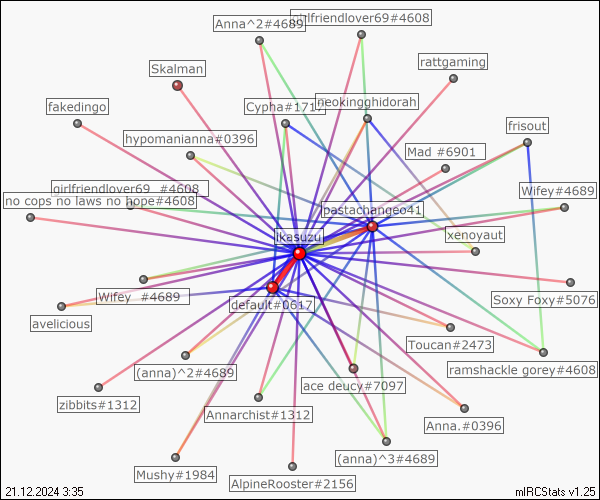 girlfriendlover69#4608
Anna^2#4689
Skalman
rattgaming
fakedingo
Cypha#1717
neokingghidorah
frisout
hypomanianna#0396
Mad #6901
girlfriendlover69_ #4608
Wifey#4689
no cops no laws no hope#4608
pastachangeo41
ikasuzu
xenoyaut
Wifey_ #4689
default#0617
Soxy Foxy#5076
avelicious
Toucan#2473
(anna)^2#4689
ramshackle gorey#4608
ace deucy#7097
zibbits#1312
Annarchist#1312
Anna.#0396
(anna)^3#4689
Mushy#1984
AlpineRooster#2156
21.12.2024 3:35
mIRCStats v1.25